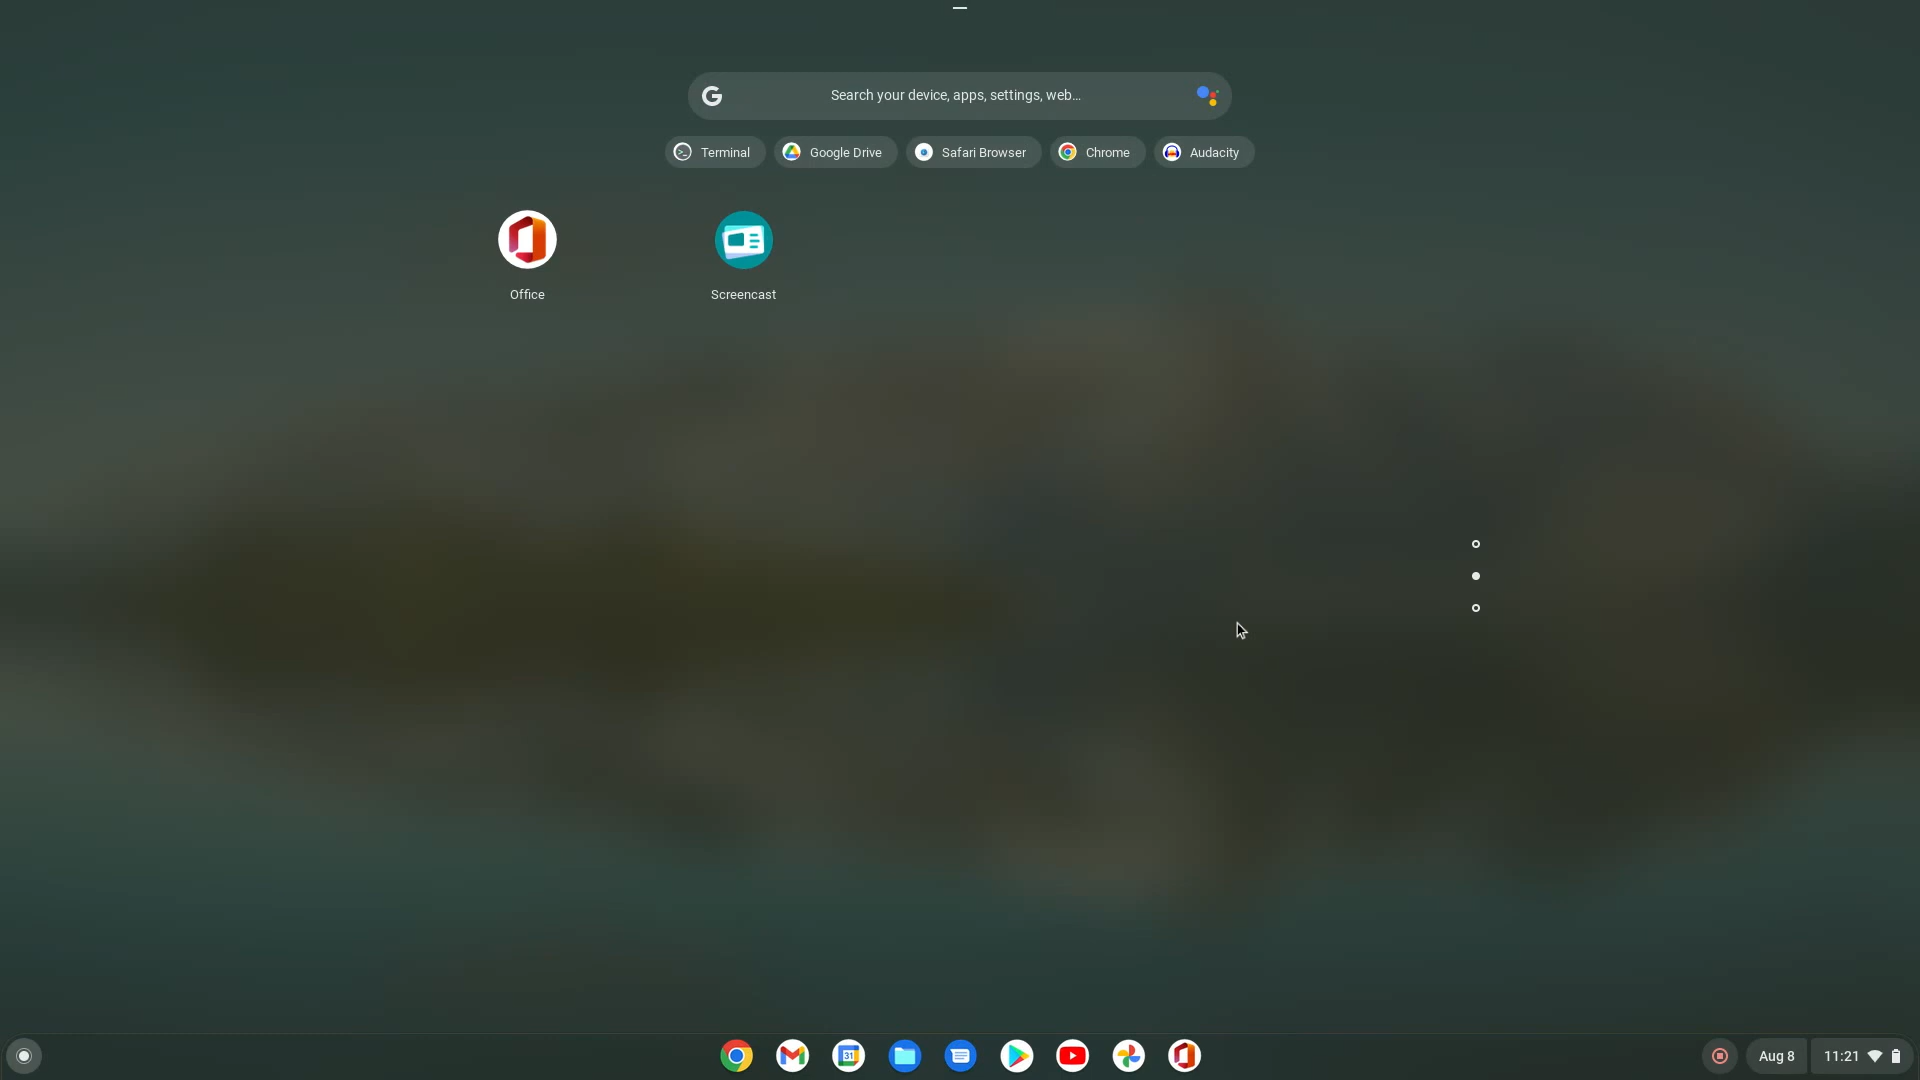 Search your device, apps, settings, web...
Terminal Google Drive Safari Browser Chrome Audacity
Office Screencast
31 Aug 8 11:21